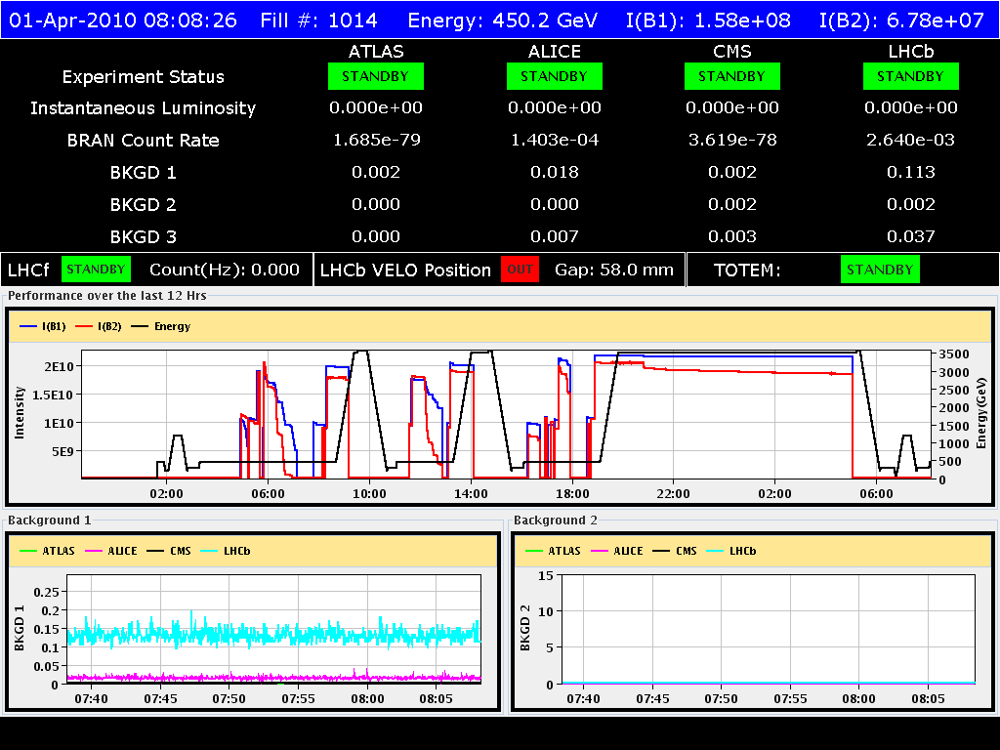 01-Apr-2010 08:08:26 Fill #: 1014 Energy: 450.2 GeV I(B1): 1.58e+08 I(B2): 6.78e+07
ATLAS ALICE CMS LHCb
Experiment Status STANDBY STANDBY STANDBY STANDBY
Instantaneous Luminosity 0.000e+00 0.000e+00 0.000e+00 0.000e+00
BRAN Count Rate 1.685e-79 1.403e-04 3.619e-78 2.640e-03
BKGD 1 0.002 0.018 0.002 0.113
BKGD 2 0.000 0.000 0.002 0.002
BKGD 3 0.000 0.007 0.003 0.037
LHCf STANDBY Count(Hz): 0.000 LHCb VELO Position OUT Gap: 58.0 mm TOTEM: STANDBY
Performance over the last 12 Hrs
I(B1) I(B2) Energy
Intensity
2E10
1.5E10
1E10
5E9
3500
3000
2500
2000
1500
1000
500
0
Energy(GeV)
02:00 06:00 10:00 14:00 18:00 22:00 02:00 06:00
Background 1
ATLAS ALICE CMS LHCb
BKGD 1
0.25
0.2
0.15
0.1
0.05
0
07:40 07:45 07:50 07:55 08:00 08:05
Background 2
ATLAS ALICE CMS LHCb
BKGD 2
15
10
5
0
07:40 07:45 07:50 07:55 08:00 08:05